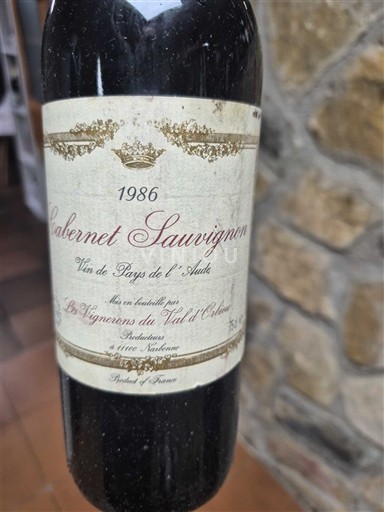 1986
Cabernet Sauvignon
Vin de Pays de l'Aude
Mis en bouteille par
Les Vignerons du Val d'Orbieu
Producteurs
à 11100 Narbonne
Product of France